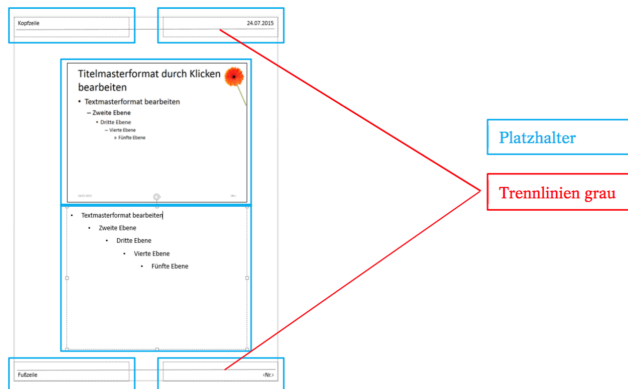 Kopfzeile
24.07.2015
Titelmasterformat durch Klicken
bearbeiten
• Textmasterformat bearbeiten
– Zweite Ebene
• Dritte Ebene
– Vierte Ebene
» Fünfte Ebene
• Textmasterformat bearbeiten
• Zweite Ebene
• Dritte Ebene
• Vierte Ebene
• Fünfte Ebene
Fußzeile
‹Nr.›
Platzhalter
Trennlinien grau